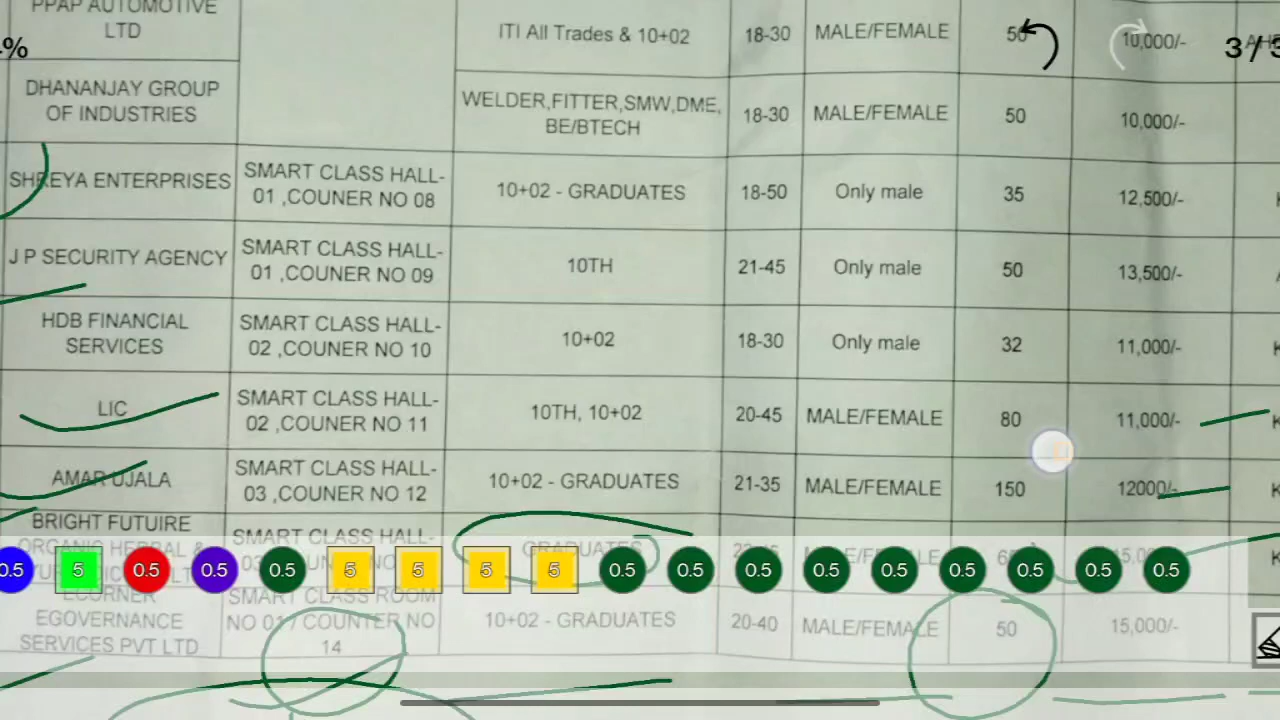 PPAP AUTOMOTIVE
LTD
ITI All Trades & 10+02
18-30
MALE/FEMALE
50
10,000/-
%
3 / 3
DHANANJAY GROUP
OF INDUSTRIES
WELDER,FITTER,SMW,DME,
BE/BTECH
18-30
MALE/FEMALE
50
10,000/-
SHREYA ENTERPRISES
SMART CLASS HALL-
01 ,COUNER NO 08
10+02 - GRADUATES
18-50
Only male
35
12,500/-
J P SECURITY AGENCY
SMART CLASS HALL-
01 ,COUNER NO 09
10TH
21-45
Only male
50
13,500/-
HDB FINANCIAL
SERVICES
SMART CLASS HALL-
02 ,COUNER NO 10
10+02
18-30
Only male
32
11,000/-
LIC
SMART CLASS HALL-
02 ,COUNER NO 11
10TH, 10+02
20-45
MALE/FEMALE
80
11,000/-
AMAR UJALA
SMART CLASS HALL-
03 ,COUNER NO 12
10+02 - GRADUATES
21-35
MALE/FEMALE
150
12000/-
BRIGHT FUTUIRE
ORGANIC HERBAL &
SMART CLASS HALL-
GRADUATES
0.5 5 0.5 0.5 0.5 5 5 5 5 0.5 0.5 0.5 0.5 0.5 0.5 0.5 0.5 0.5
ECORNER
EGOVERNANCE
SERVICES PVT LTD
SMART CLASS ROOM
NO 01 / COUNTER NO
14
10+02 - GRADUATES
20-40
MALE/FEMALE
50
15,000/-